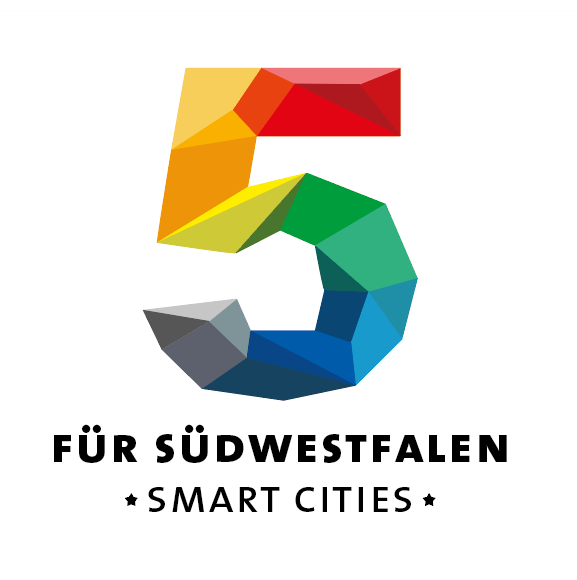 5
FÜR SÜDWESTFALEN
★ SMART CITIES ★